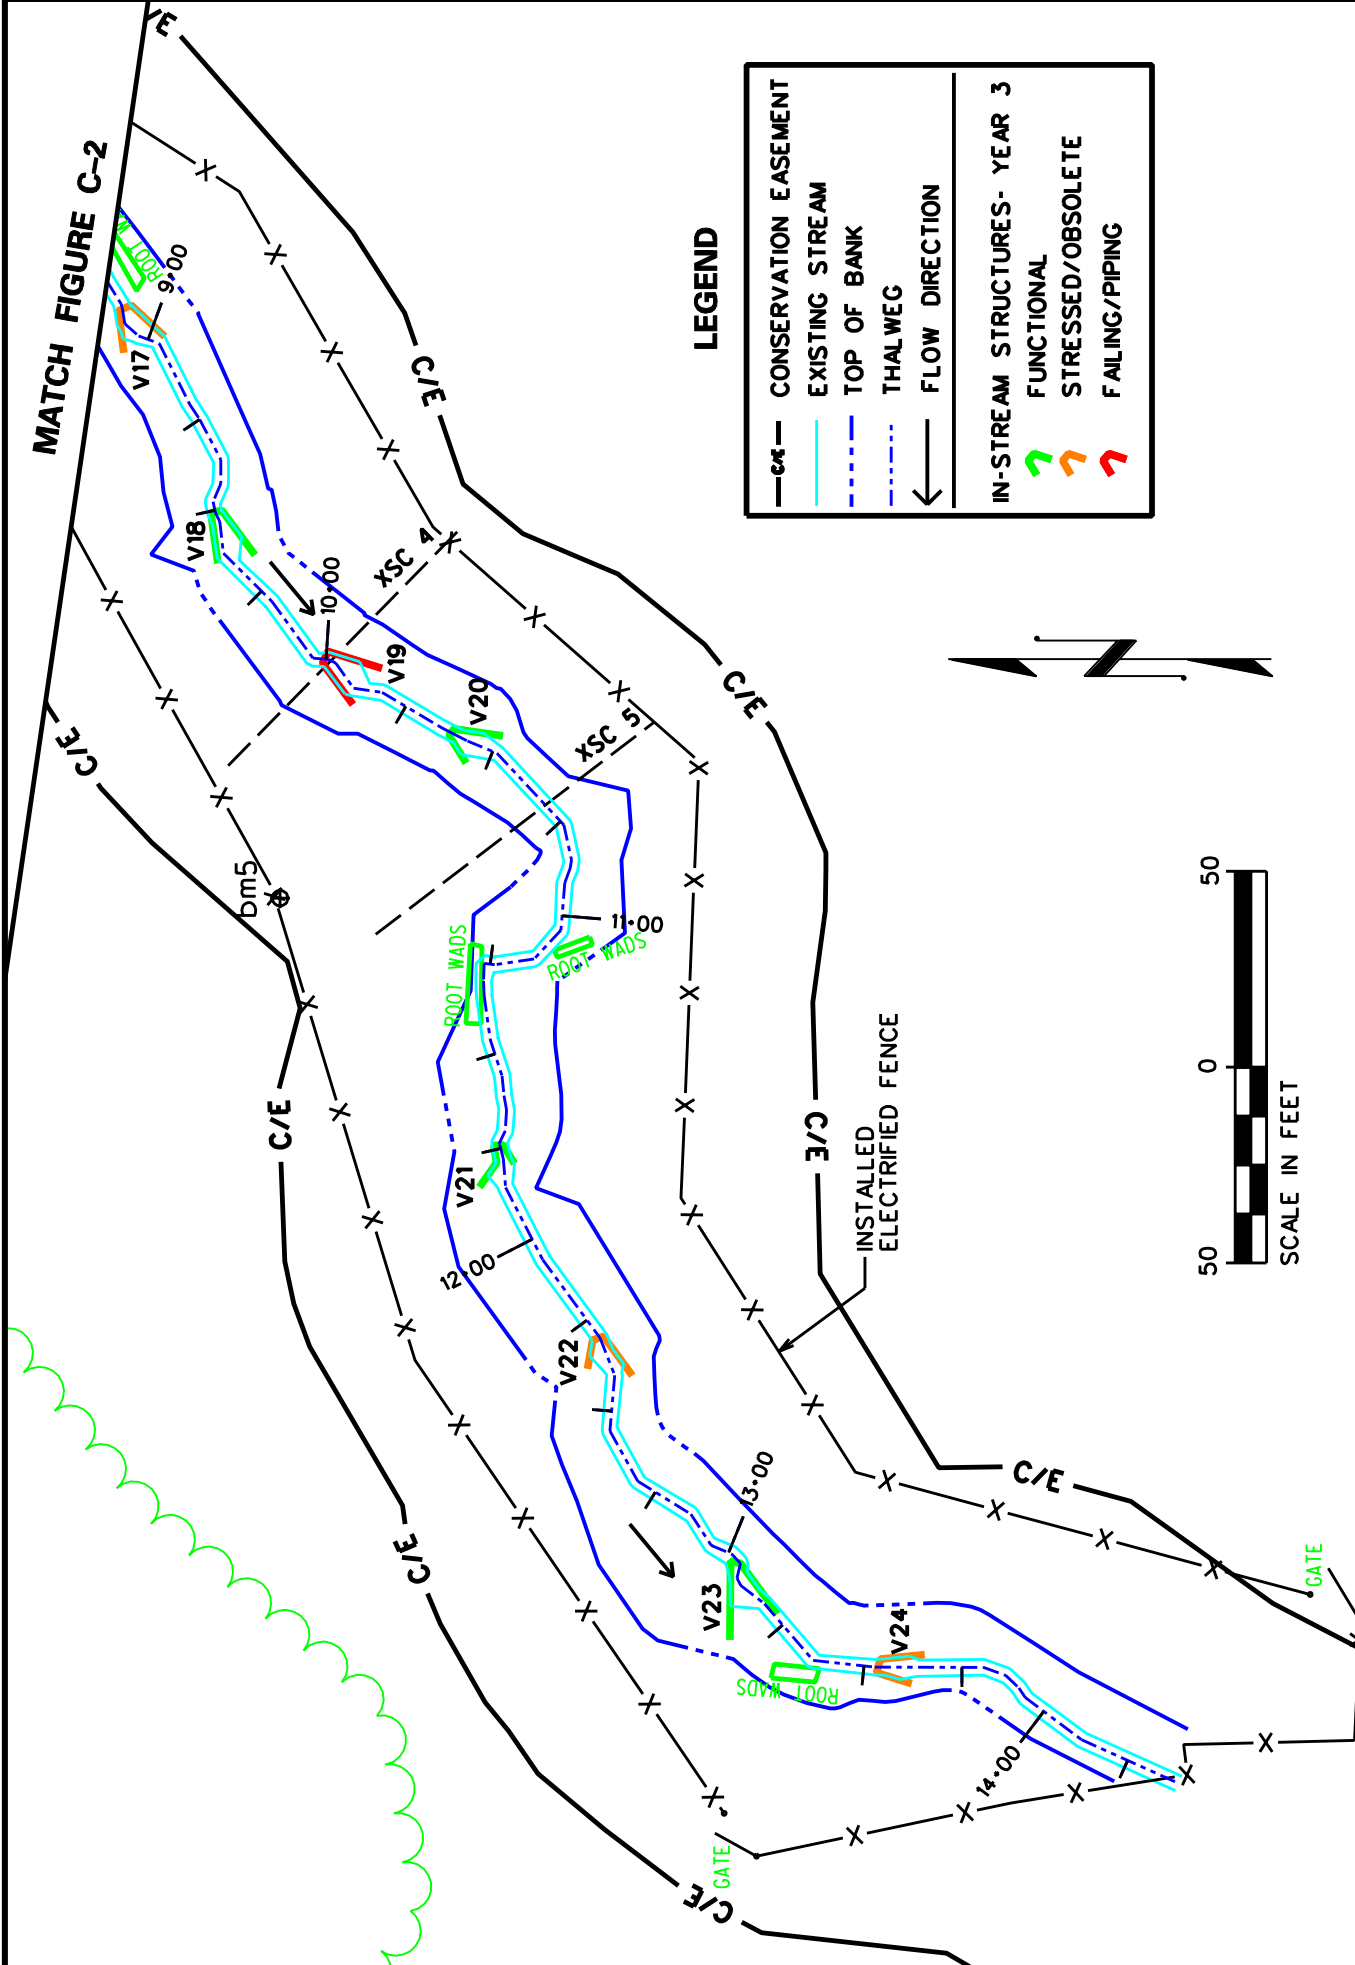 MATCH FIGURE C-2
C/E
ROOT W
9+00
V17
C/E
V18
XSC 4
10+00
V19
V20
XSC 5
C/E
C/E
bm5
11+00
ROOT WADS
ROOT WADS
C/E
C/E
V21
12+00
INSTALLED
ELECTRIFIED FENCE
V22
13+00
C/E
C/E
V23
V24
ROOT WADS
14+00
GATE
GATE
C/E
LEGEND
C/E CONSERVATION EASEMENT
EXISTING STREAM
TOP OF BANK
THALWEG
FLOW DIRECTION
IN-STREAM STRUCTURES- YEAR 3
FUNCTIONAL
STRESSED/OBSOLETE
FAILING/PIPING
50 0 50
SCALE IN FEET